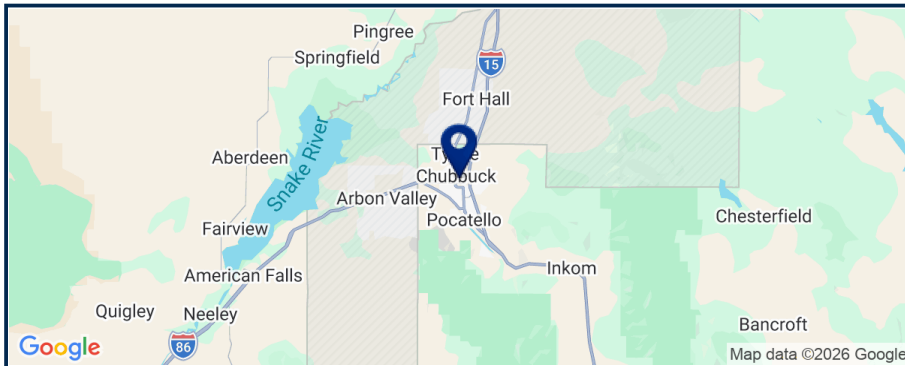 Pingree
Springfield
15
Fort Hall
Aberdeen
Snake River
Chubbuck
Arbon Valley
Pocatello
Chesterfield
Fairview
American Falls
Inkom
Quigley
Neeley
Bancroft
86
Google
Map data ©2026 Google